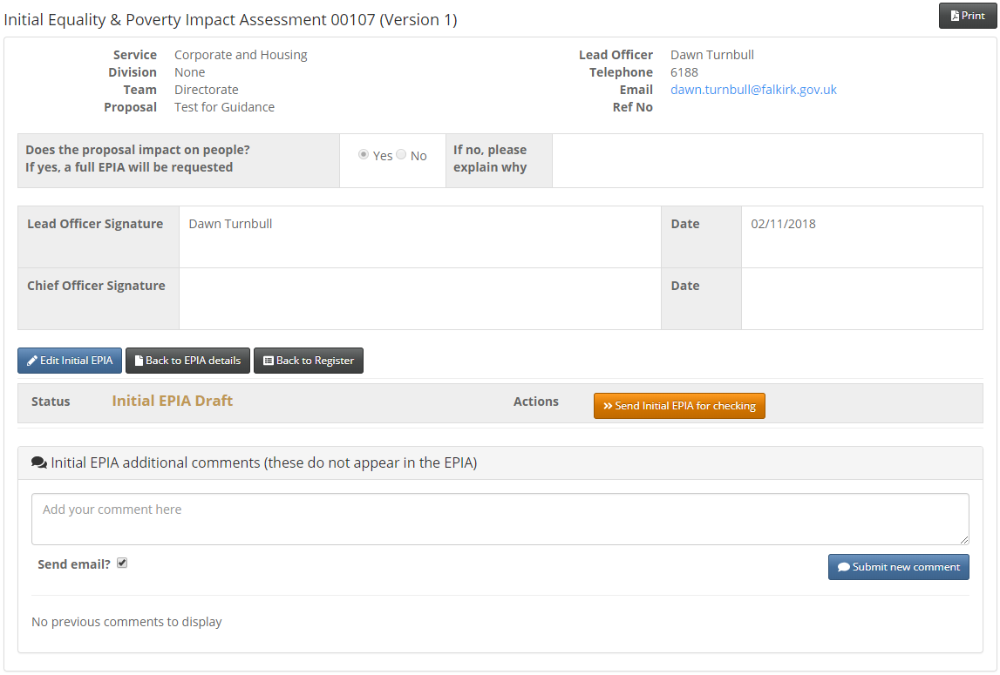 Initial Equality & Poverty Impact Assessment 00107 (Version 1)
Print
Service Corporate and Housing
Lead Officer Dawn Turnbull
Division None
Telephone 6188
Team Directorate
Email dawn.turnbull@falkirk.gov.uk
Proposal Test for Guidance
Ref No
Does the proposal impact on people?
If yes, a full EPIA will be requested
Yes No
If no, please
explain why
Lead Officer Signature Dawn Turnbull Date 02/11/2018
Chief Officer Signature Date
Edit Initial EPIA Back to EPIA details Back to Register
Status Initial EPIA Draft Actions Send Initial EPIA for checking
Initial EPIA additional comments (these do not appear in the EPIA)
Add your comment here
Send email? Submit new comment
No previous comments to display